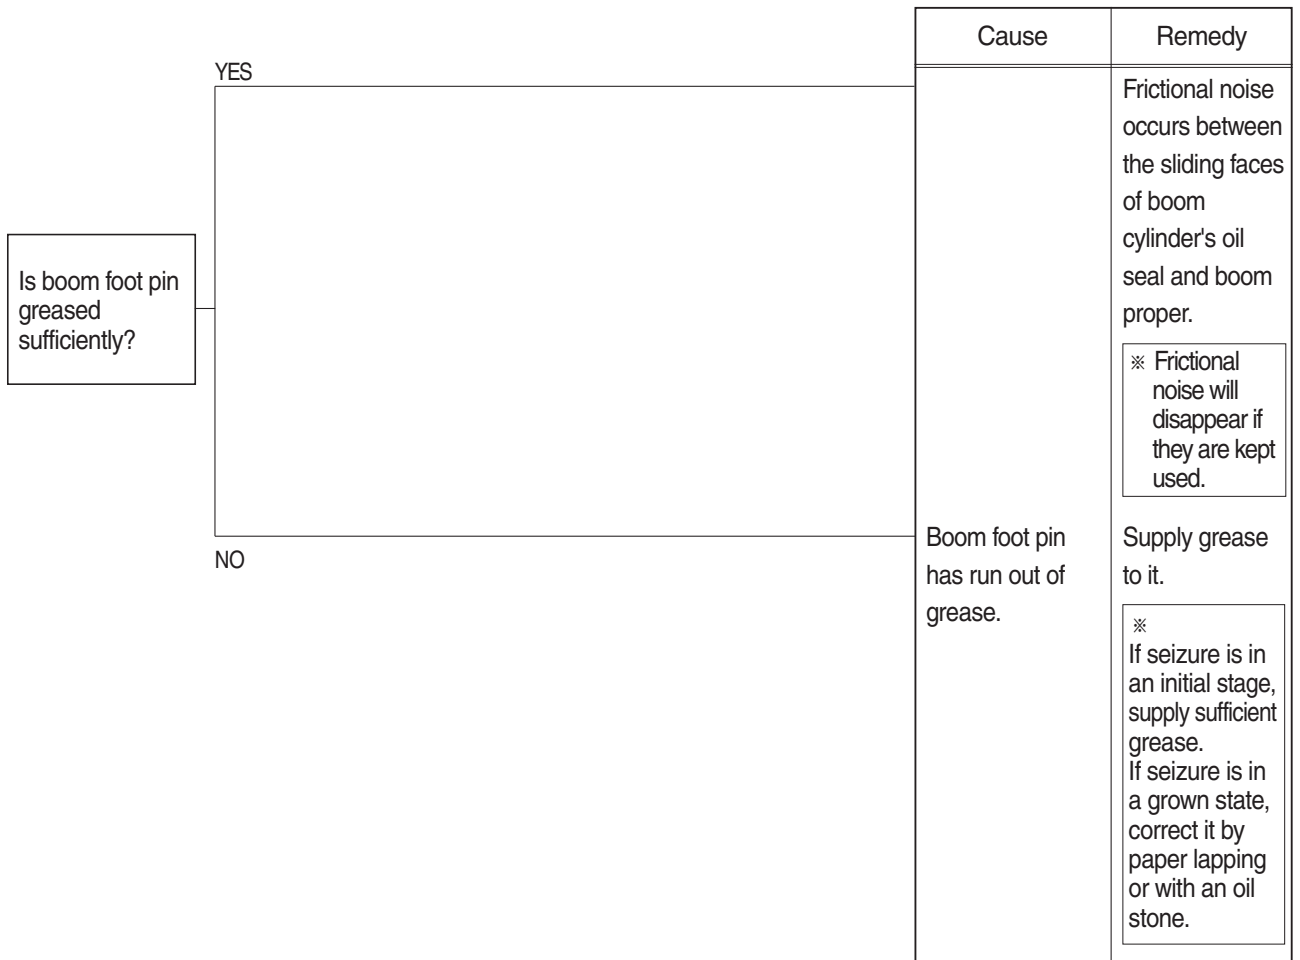 Cause
Remedy
YES
Frictional noise
occurs between
the sliding faces
of boom
cylinder's oil
seal and boom
proper.
Is boom foot pin
greased
sufficiently?
※ Frictional
noise will
disappear if
they are kept
used.
NO
Boom foot pin
has run out of
grease.
Supply grease
to it.
※
If seizure is in
an initial stage,
supply sufficient
grease.
If seizure is in
a grown state,
correct it by
paper lapping
or with an oil
stone.